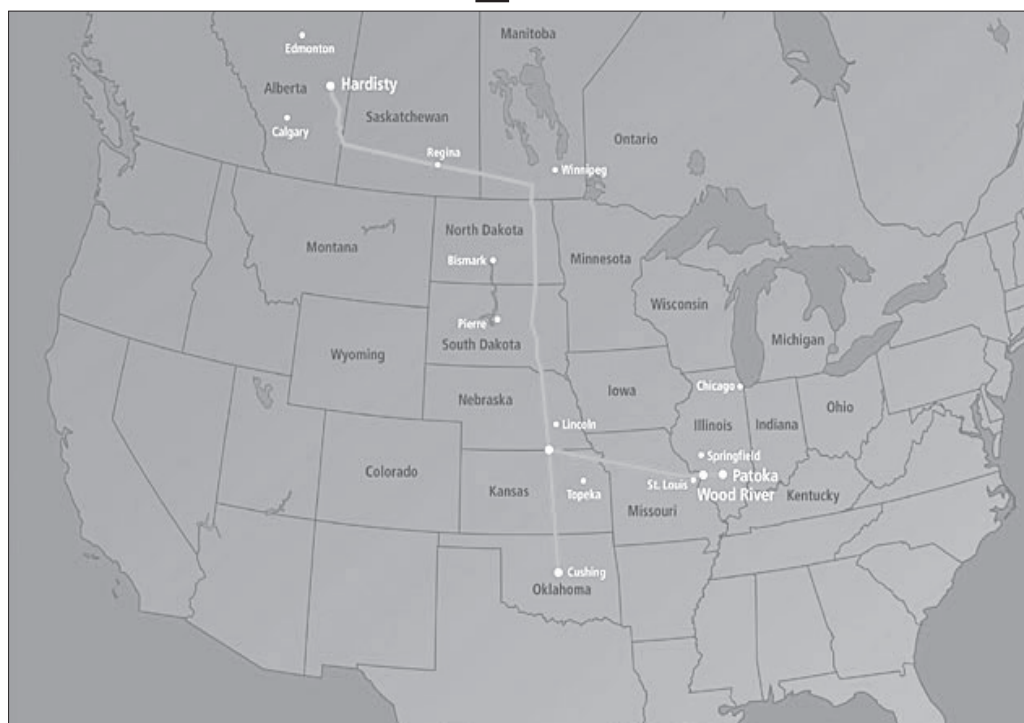 Manitoba
Edmonton
Alberta
Hardisty
Saskatchewan
Calgary
Ontario
Regina
Winnipeg
North Dakota
Montana
Bismark
Minnesota
Wisconsin
Pierre
South Dakota
Michigan
Wyoming
Chicago
Iowa
Nebraska
Ohio
Lincoln
Illinois
Indiana
Springfield
Colorado
Patoka
St. Louis
Kansas
Topeka
Wood River
Kentucky
Missouri
Cushing
Oklahoma